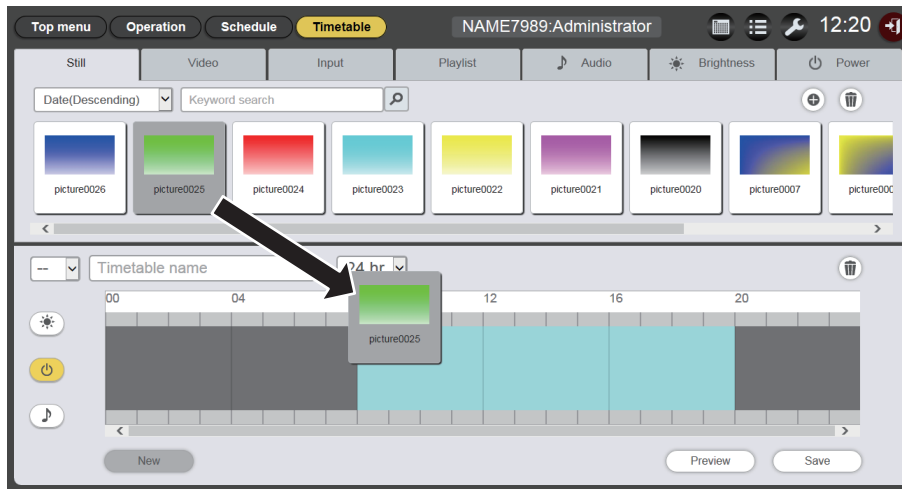 Top menu Operation Schedule Timetable NAME7989:Administrator 12:20
Still Video Input Playlist Audio Brightness Power
Date(Descending) Keyword search
picture0026 picture0025 picture0024 picture0023 picture0022 picture0021 picture0020 picture0007 picture000
-- Timetable name 24 hr
picture0025
00 04 12 16 20
New Preview Save